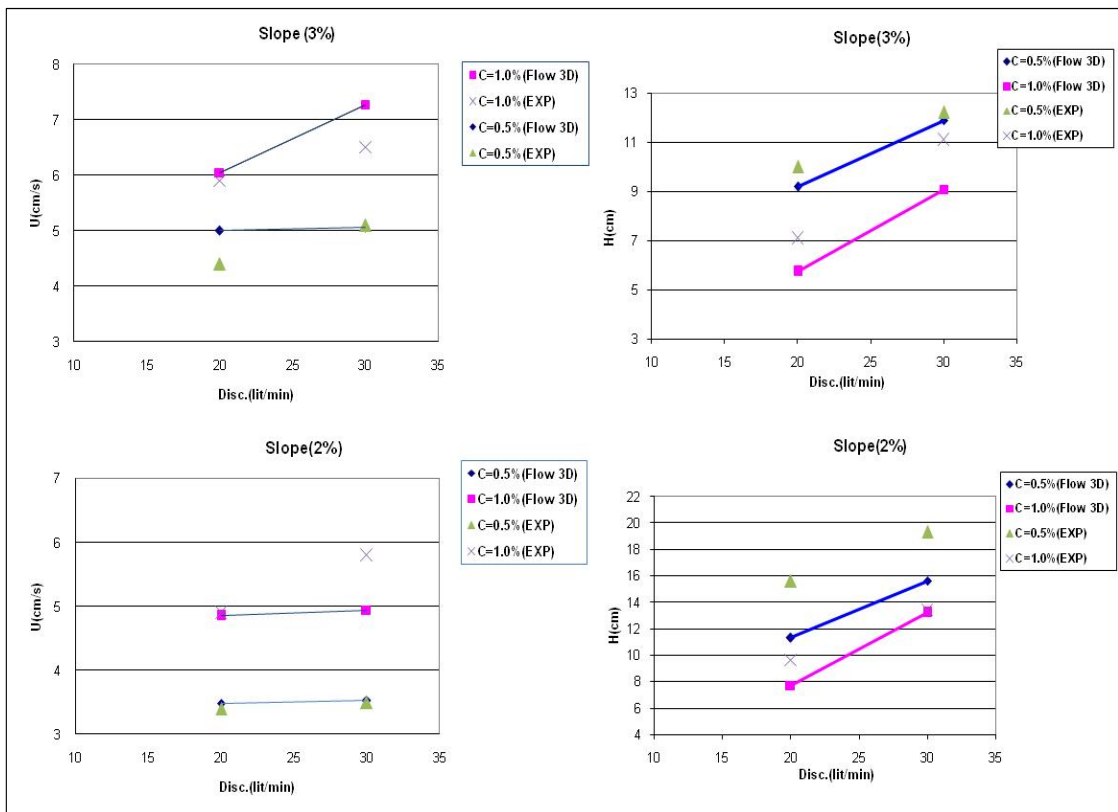 Slope (3%)
8
7
6
5
4
3
U(cm/s)
10 15 20 25 30 35
Disc.(lit/min)
C=1.0%(Flow 3D)
C=1.0%(EXP)
C=0.5%(Flow 3D)
C=0.5%(EXP)
Slope(3%)
13
11
9
7
5
3
H(cm)
10 15 20 25 30 35
Disc.(lit/min)
C=0.5%(Flow 3D)
C=1.0%(Flow 3D)
C=0.5%(EXP)
C=1.0%(EXP)
Slope(2%)
7
6
5
4
3
U(cm/s)
10 15 20 25 30 35
Disc.(lit/min)
C=0.5%(Flow 3D)
C=1.0%(Flow 3D)
C=0.5%(EXP)
C=1.0%(EXP)
Slope(2%)
22
20
18
16
14
12
10
8
6
4
H(cm)
10 15 20 25 30 35
Disc.(lit/min)
C=0.5%(Flow 3D)
C=1.0%(Flow 3D)
C=0.5%(EXP)
C=1.0%(EXP)